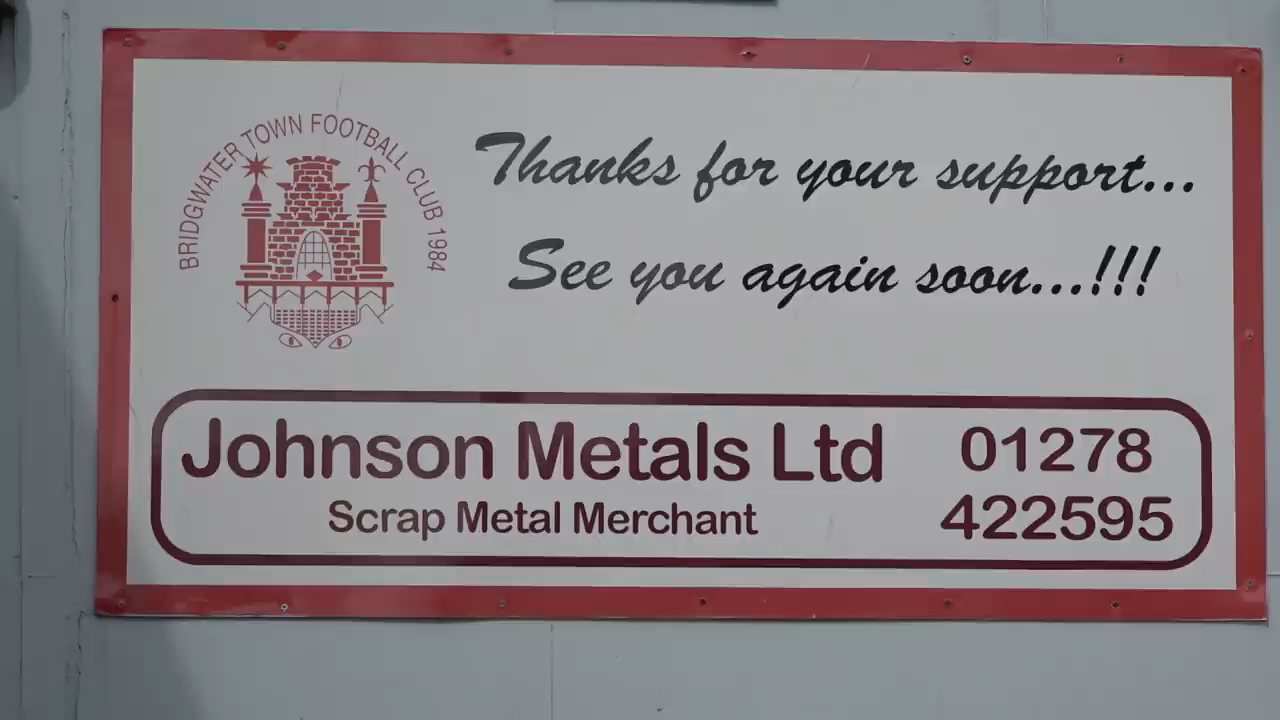 BRIDGWATER TOWN FOOTBALL CLUB 1984
Thanks for your support...
See you again soon...!!!
Johnson Metals Ltd
Scrap Metal Merchant
01278
422595